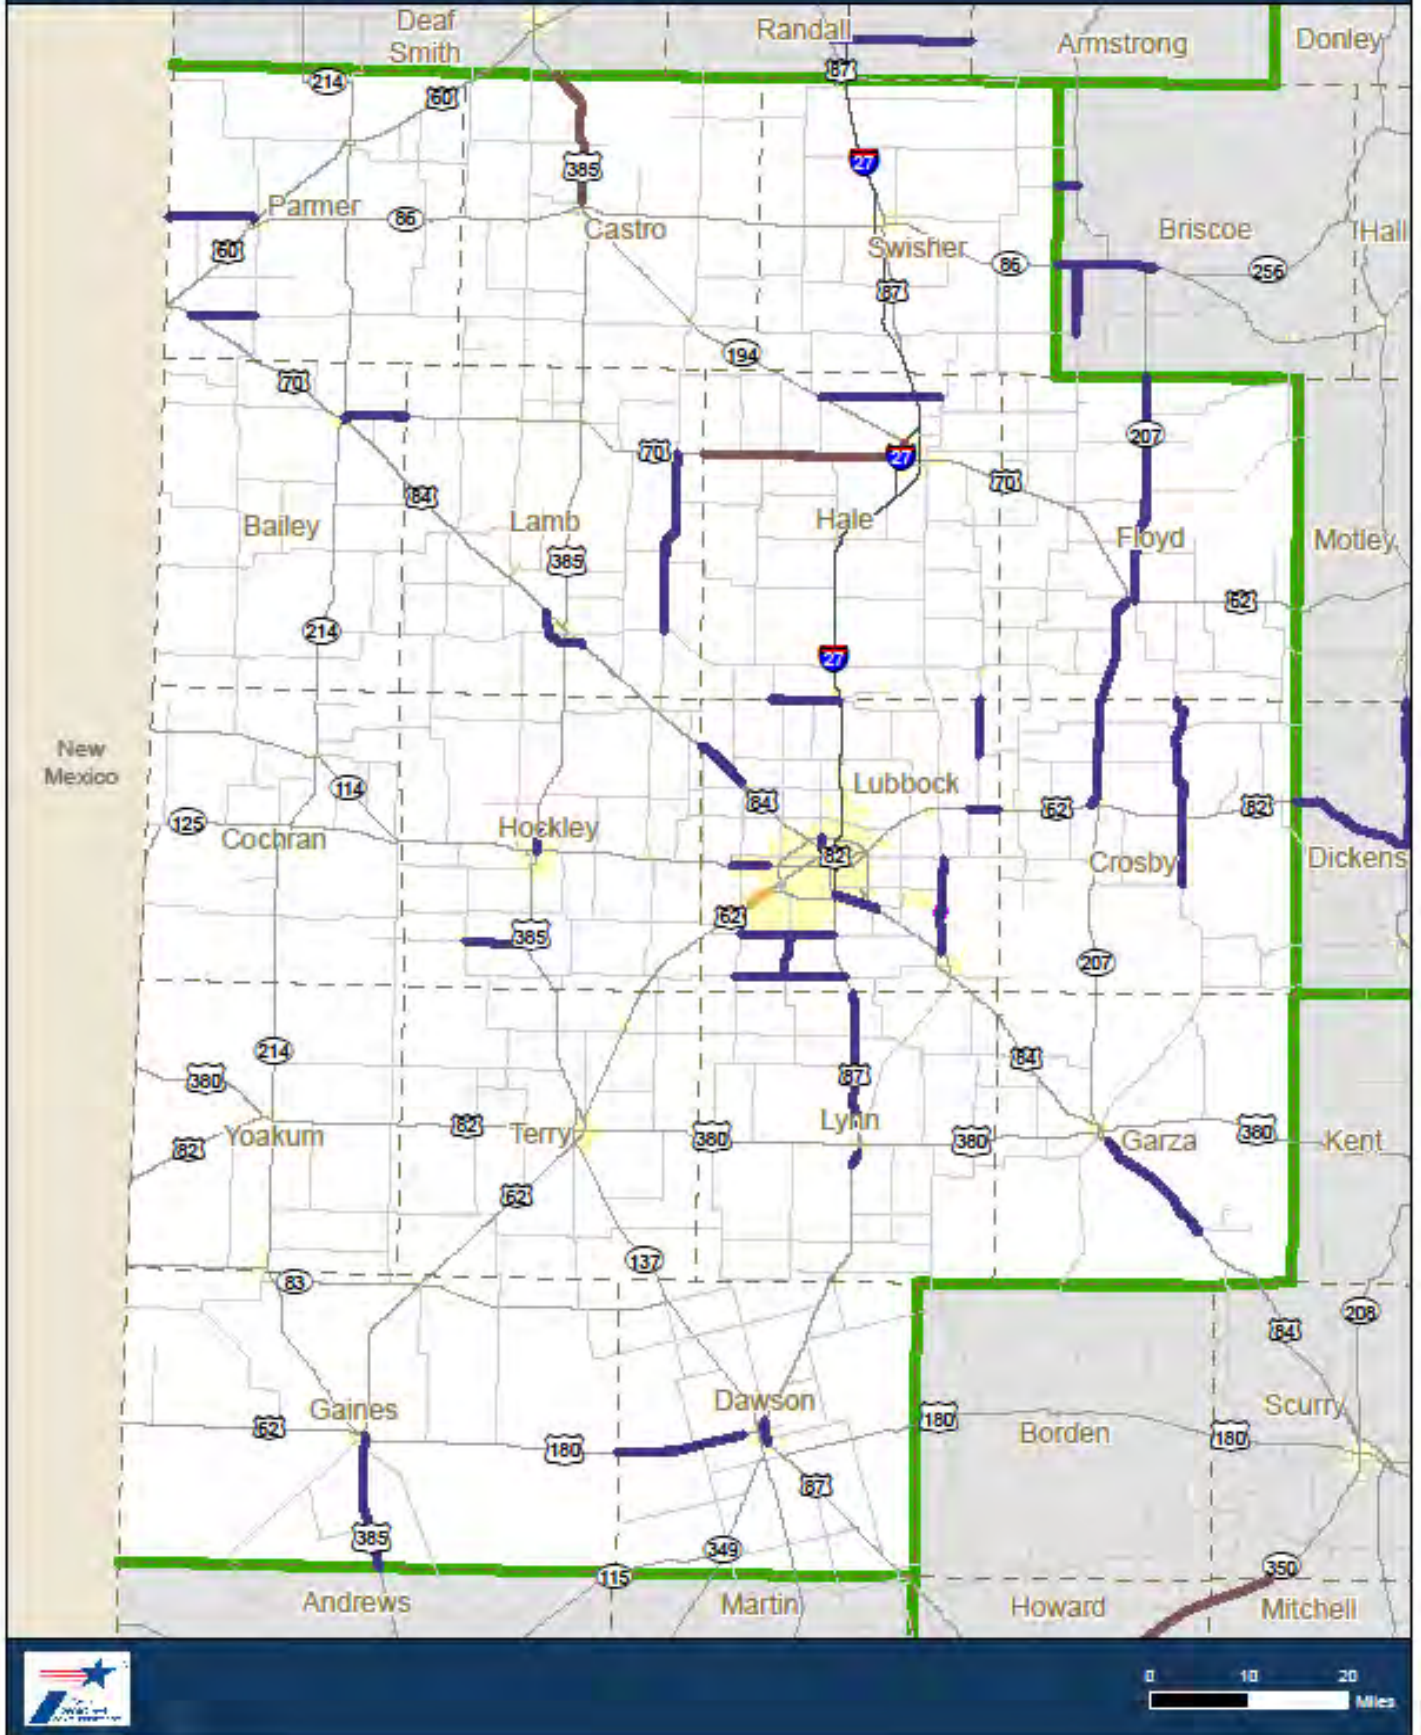 Deaf
Smith
Randall
Armstrong
Donley
214
60
87
385
27
Parmer
86
Castro
60
Swisher
86
Briscoe
Hall
256
87
194
70
207
70
27
70
84
Bailey
Lamb
Hale
Floyd
Motley
385
62
214
27
New
Mexico
114
84
Lubbock
62
82
125
Cochran
Hockley
82
Crosby
Dickens
62
385
207
214
380
87
84
82
Yoakum
82
Terry
380
Lynn
380
Garza
380
Kent
62
137
83
208
84
Gaines
62
Dawson
180
180
Borden
180
Scurry
87
385
349
115
350
Andrews
Martin
Howard
Mitchell
0 10 20
Miles